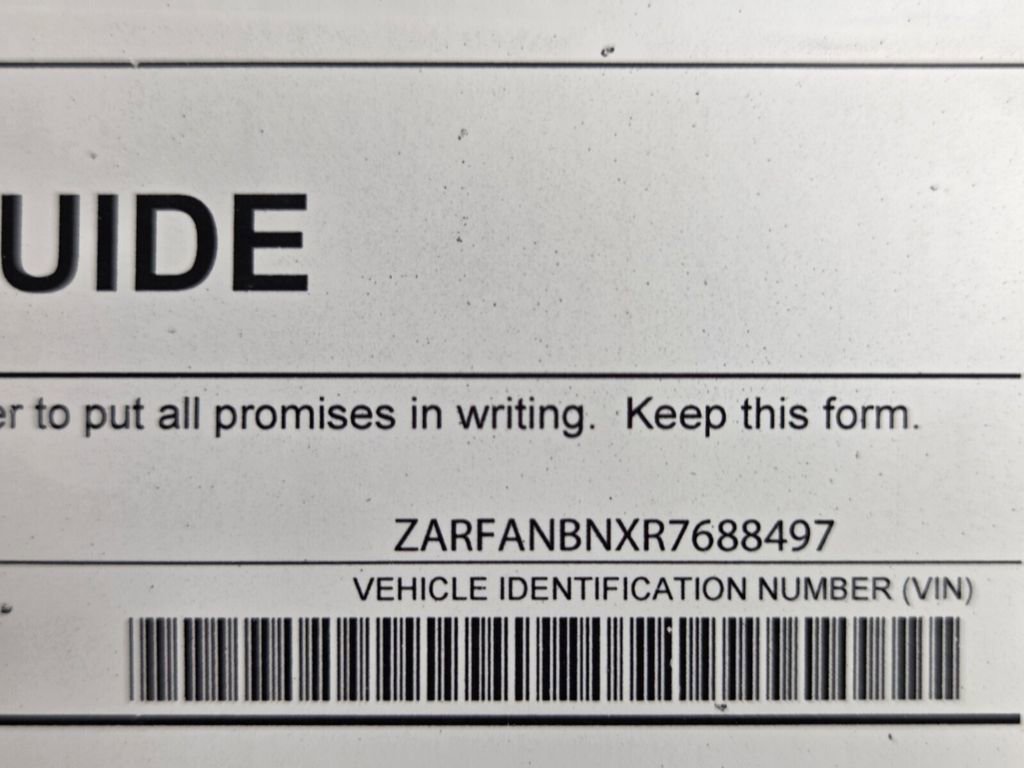 UIDE
er to put all promises in writing. Keep this form.
ZARFANBNXR7688497
VEHICLE IDENTIFICATION NUMBER (VIN)